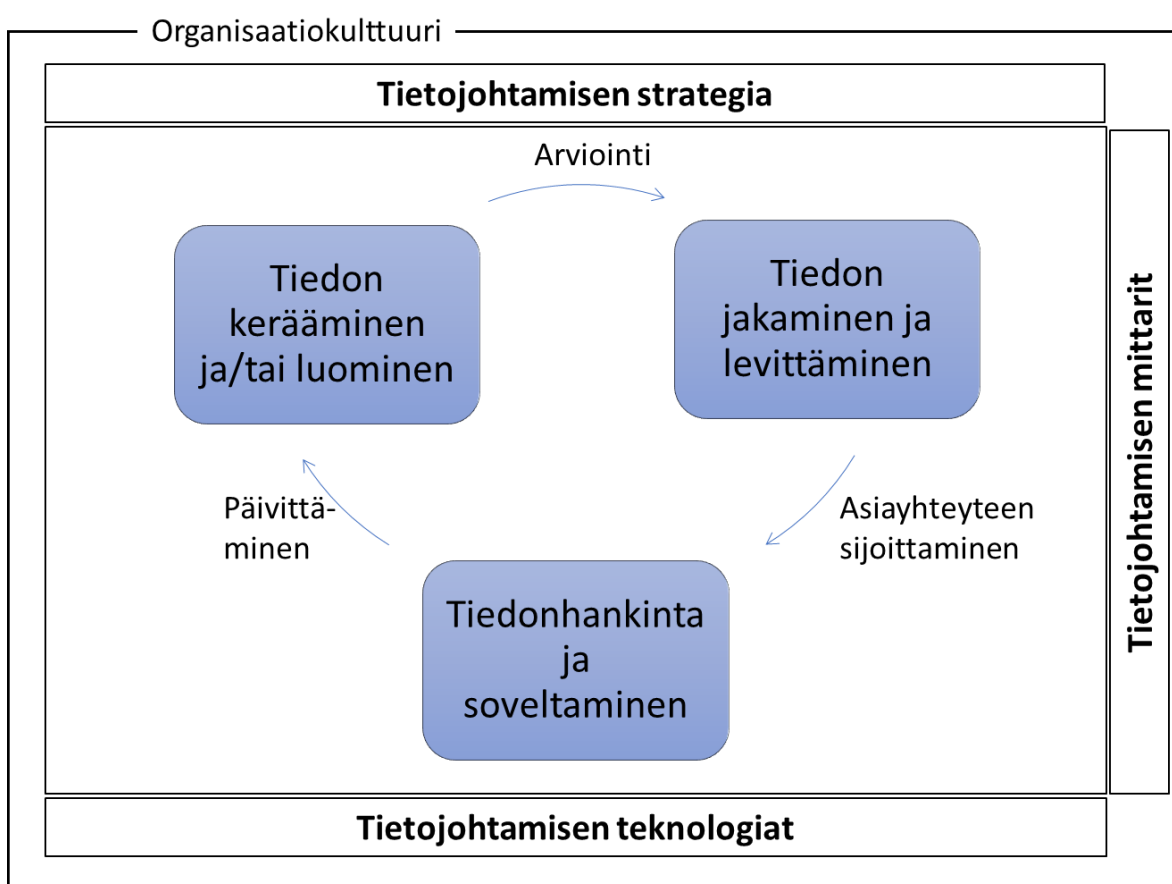 Organisaatiokulttuuri
Tietojohtamisen strategia
Arviointi
Tiedon
kerääminen
ja/tai luominen
Tiedon
jakaminen ja
levittäminen
Päivittä-
minen
Asiayhteyteen
sijoittaminen
Tiedonhankinta
ja
soveltaminen
Tietojohtamisen mittarit
Tietojohtamisen teknologiat